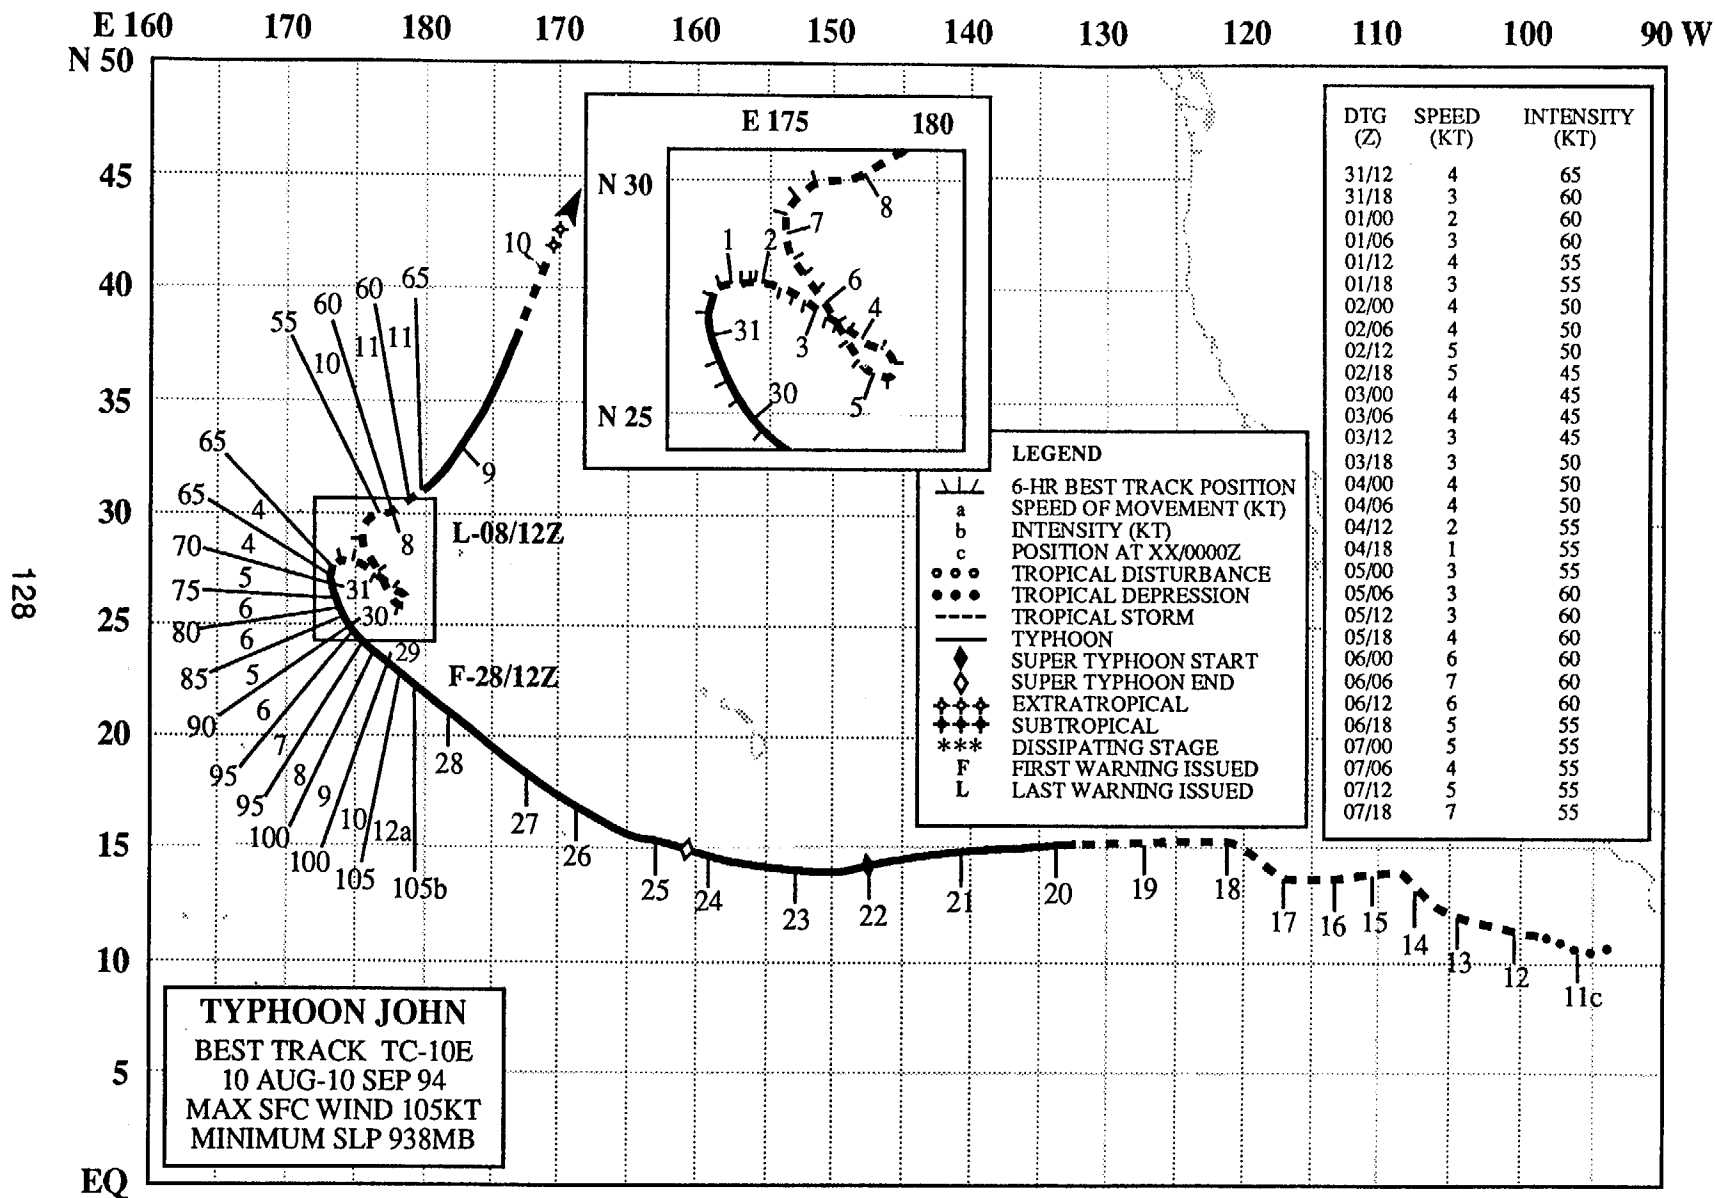 E 160 170 180 170 160 150 140 130 120 110 100 90 W
N 50
45
40
35
30
25
20
15
10
5
EQ
128
E 175 180
N 30
N 25
1
2
3
4
5
6
7
8
30
31
DTG SPEED INTENSITY
(Z) (KT) (KT)
31/12 4 65
31/18 3 60
01/00 2 60
01/06 3 60
01/12 4 55
01/18 3 55
02/00 4 50
02/06 4 50
02/12 5 50
02/18 5 45
03/00 4 45
03/06 4 45
03/12 3 45
03/18 3 50
04/00 4 50
04/06 4 50
04/12 2 55
04/18 1 55
05/00 3 55
05/06 3 60
05/12 3 60
05/18 4 60
06/00 6 60
06/06 7 60
06/12 6 60
06/18 5 55
07/00 5 55
07/06 4 55
07/12 5 55
07/18 7 55
LEGEND
6-HR BEST TRACK POSITION
a SPEED OF MOVEMENT (KT)
b INTENSITY (KT)
c POSITION AT XX/0000Z
TROPICAL DISTURBANCE
TROPICAL DEPRESSION
TROPICAL STORM
TYPHOON
SUPER TYPHOON START
SUPER TYPHOON END
EXTRATROPICAL
SUBTROPICAL
*** DISSIPATING STAGE
F FIRST WARNING ISSUED
L LAST WARNING ISSUED
10
55
60
60
65
10
11
11
9
8
L-08/12Z
65
65
70
75
80
85
90
95
95
100
100
105
105b
4
4
5
6
6
5
6
7
8
9
10
12a
31
30
29
F-28/12Z
28
27
26
25
24
23
22
21
20
19
18
17
16
15
14
13
12
11c
TYPHOON JOHN
BEST TRACK TC-10E
10 AUG-10 SEP 94
MAX SFC WIND 105KT
MINIMUM SLP 938MB